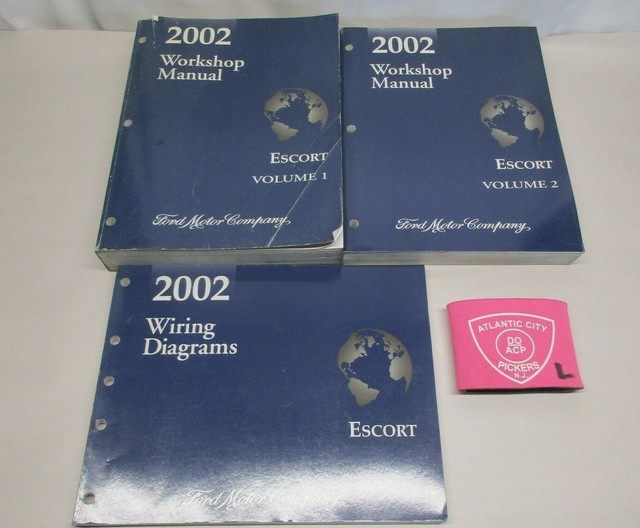 2002
Workshop
Manual
ESCORT
VOLUME 1
Ford Motor Company
2002
Workshop
Manual
ESCORT
VOLUME 2
Ford Motor Company
2002
Wiring
Diagrams
ESCORT
Ford Motor Company
ATLANTIC CITY
DQ
ACP
PICKERS
N.J.
L